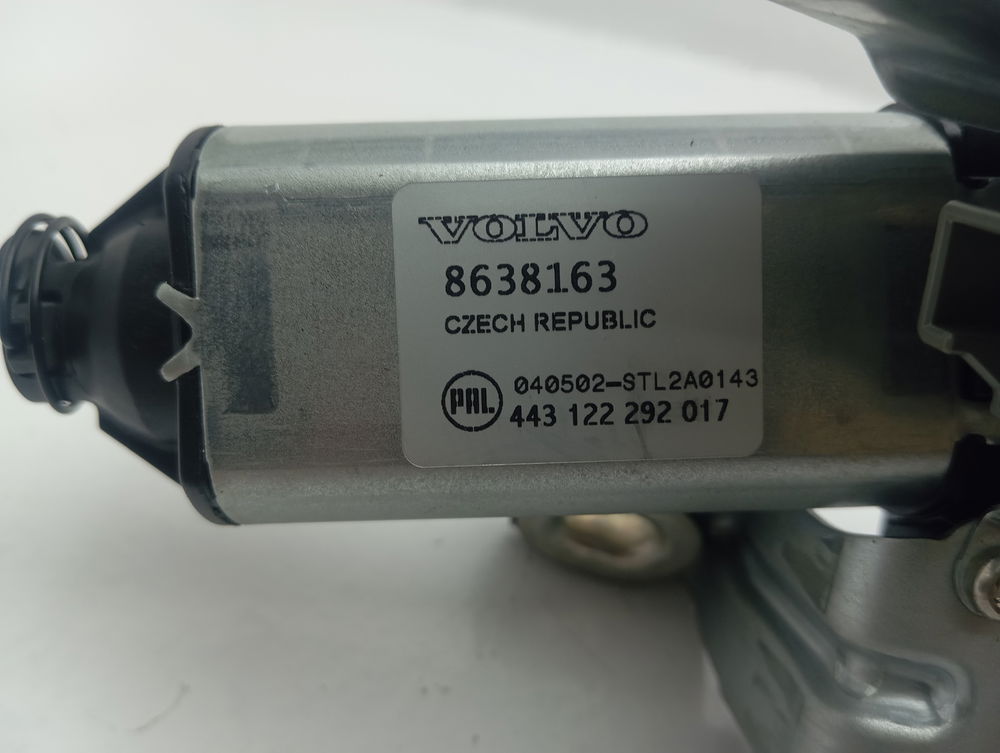 VOLVO
8638163
CZECH REPUBLIC
PAL
040502-STL2A0143
443 122 292 017